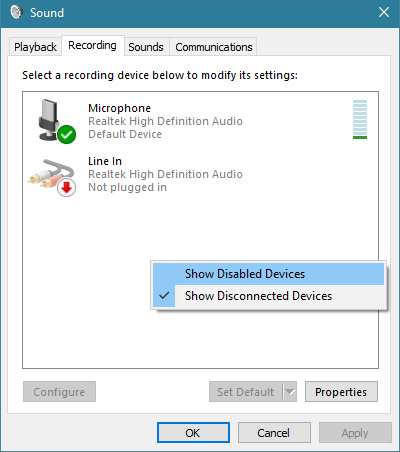 Sound
Playback Recording Sounds Communications
Select a recording device below to modify its settings:
Microphone
Realtek High Definition Audio
Default Device
Line In
Realtek High Definition Audio
Not plugged in
Show Disabled Devices
Show Disconnected Devices
Configure Set Default Properties
OK Cancel Apply